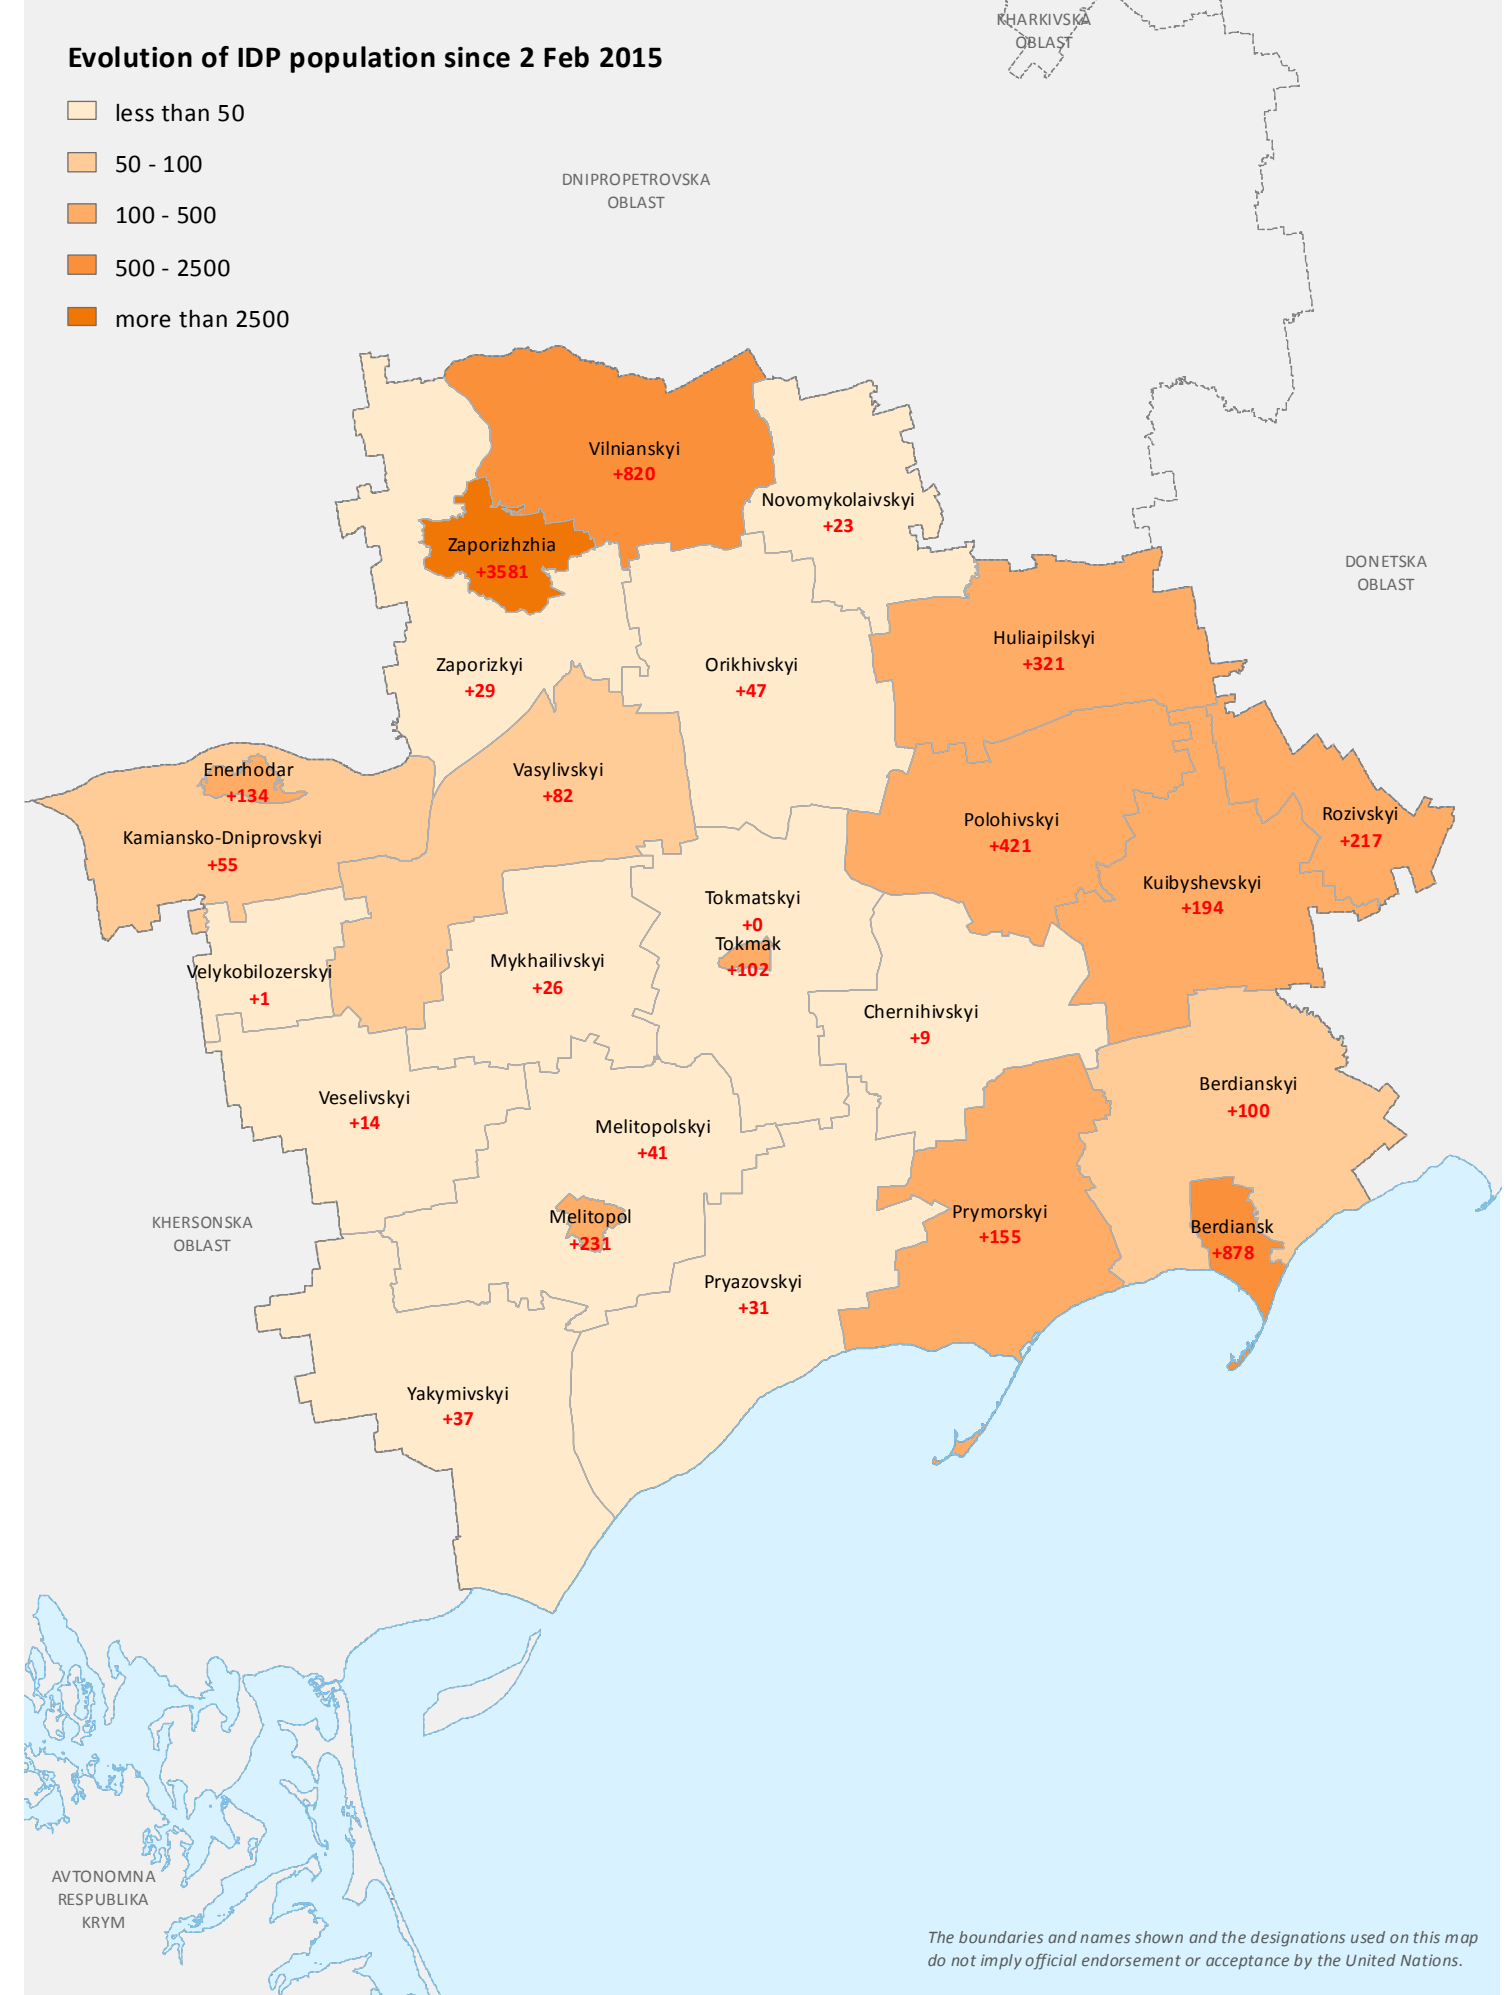 KHARKIVSKA
OBLAST
Evolution of IDP population since 2 Feb 2015
less than 50
50 - 100
100 - 500
500 - 2500
more than 2500
DNIPROPETROVSKA
OBLAST
Vilnianskyi
+820
Novomykolaivskyi
+23
Zaporizhzhia
+3581
DONETSKA
OBLAST
Huliaipilskyi
+321
Zaporizkyi
+29
Orikhivskyi
+47
Enerhodar
+134
Vasylivskyi
+82
Kamiansko-Dniprovskyi
+55
Polohivskyi
+421
Rozivskyi
+217
Kuibyshevskyi
+194
Tokmatskyi
+0
Tokmak
+102
Velykobilozerskyi
+1
Mykhailivskyi
+26
Chernihivskyi
+9
Veselivskyi
+14
Berdianskyi
+100
Melitopolskyi
+41
KHERSONSKA
OBLAST
Melitopol
+231
Prymorskyi
+155
Berdiansk
+878
Pryazovskyi
+31
Yakymivskyi
+37
AVTONOMNA
RESPUBLIKA
KRYM
The boundaries and names shown and the designations used on this map
do not imply official endorsement or acceptance by the United Nations.